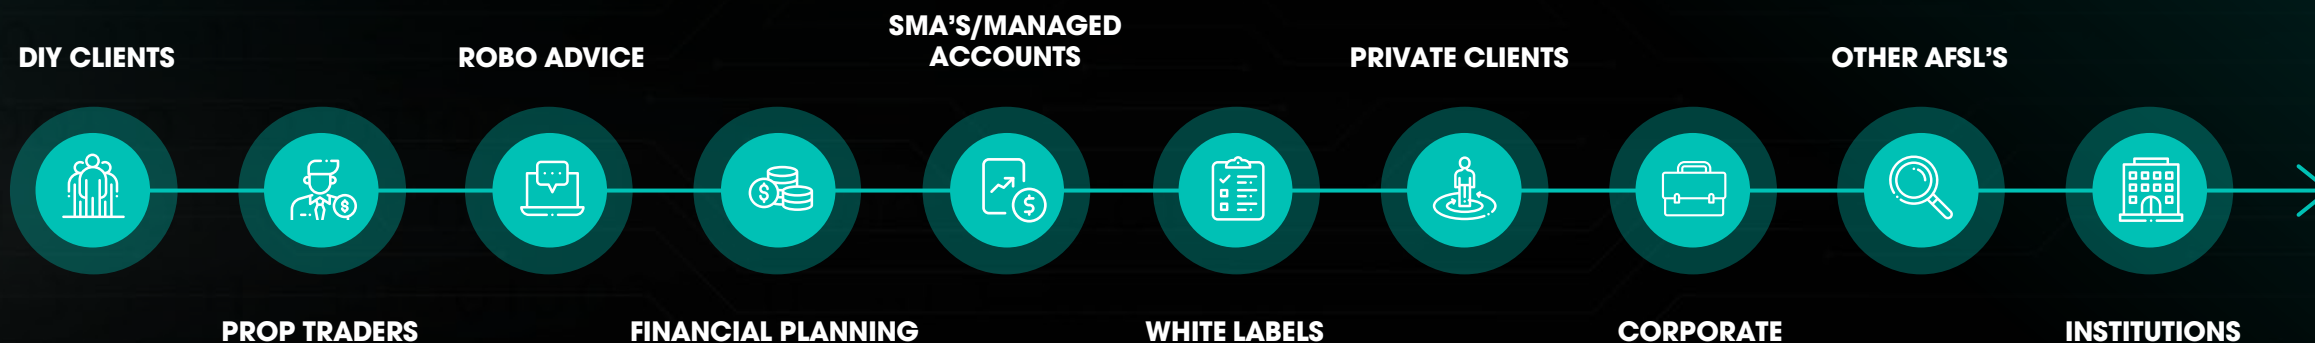 DIY CLIENTS
PROP TRADERS
ROBO ADVICE
FINANCIAL PLANNING
SMA'S/MANAGED
ACCOUNTS
WHITE LABELS
PRIVATE CLIENTS
CORPORATE
OTHER AFSL'S
INSTITUTIONS